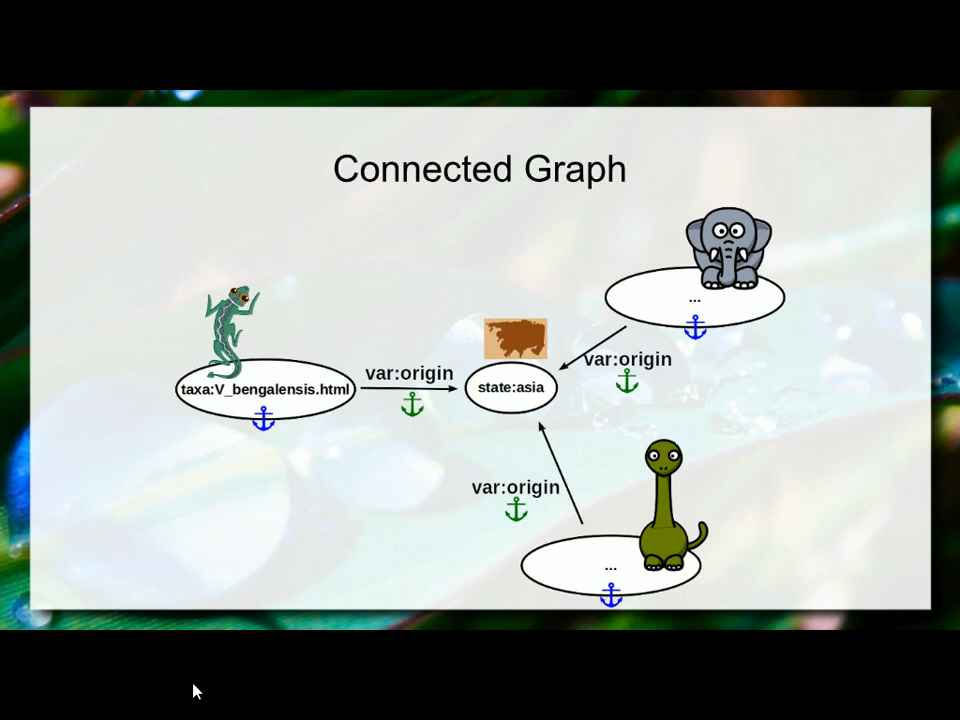 Connected Graph
...
var:origin
var:origin
taxa:V_bengalensis.html
state:asia
var:origin
...